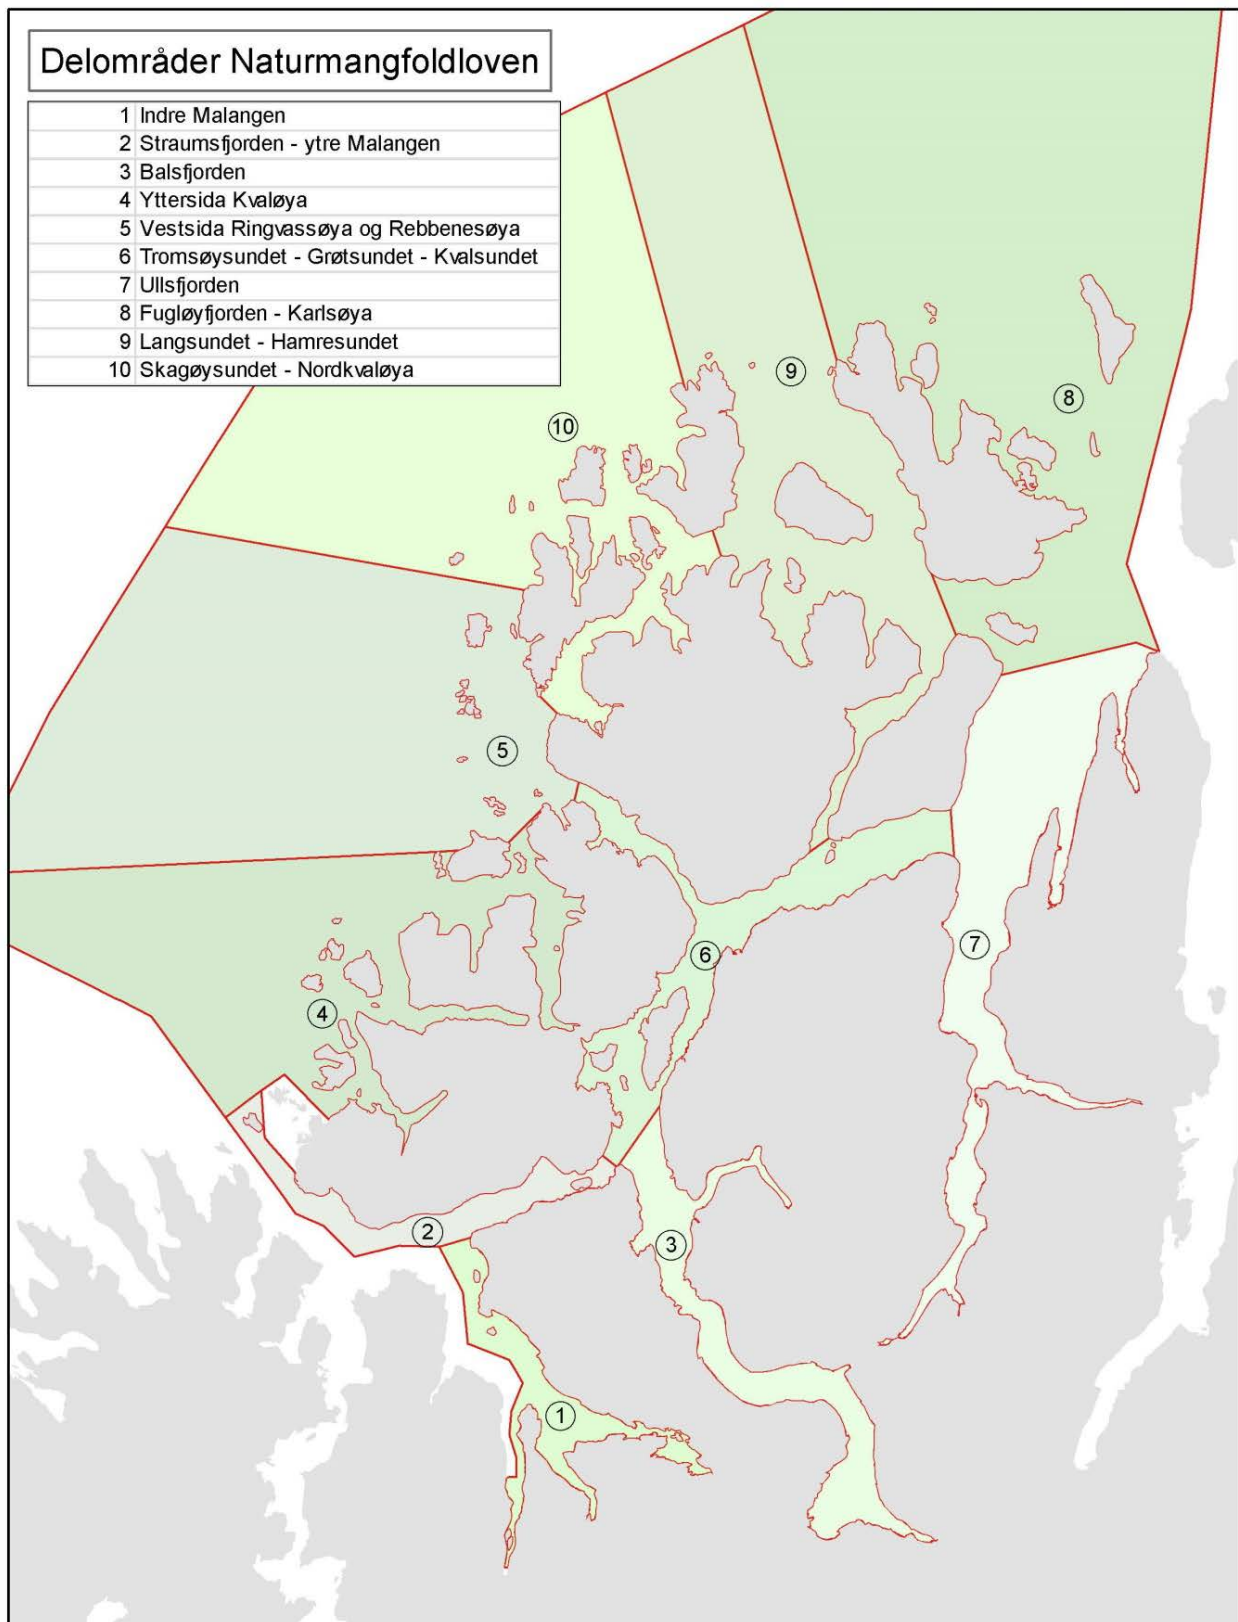 Delområder Naturmangfoldloven
1 Indre Malangen
2 Straumsfjorden - ytre Malangen
3 Balsfjorden
4 Yttersida Kvaløya
5 Vestsida Ringvassøya og Rebbenesøya
6 Tromsøysundet - Grøtsundet - Kvalsundet
7 Ullsfjorden
8 Fugløyfjorden - Karlsøya
9 Langsundet - Hamresundet
10 Skagøysundet - Nordkvaløya
9
8
10
5
7
6
4
2
3
1